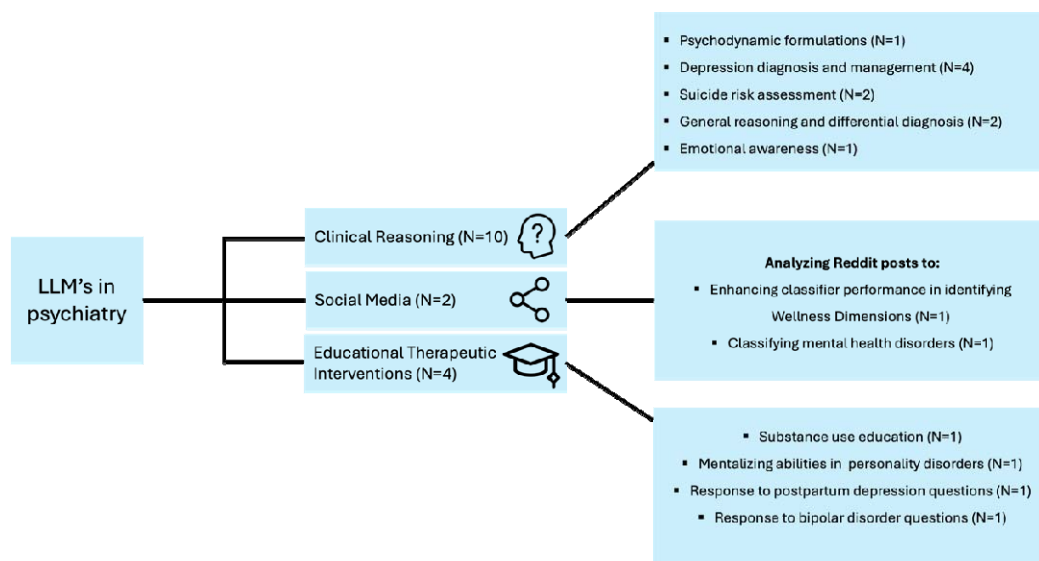 LLM's in
psychiatry
Clinical Reasoning (N=10)
?
Social Media (N=2)
Educational Therapeutic
Interventions (N=4)
▪ Psychodynamic formulations (N=1)
▪ Depression diagnosis and management (N=4)
▪ Suicide risk assessment (N=2)
▪ General reasoning and differential diagnosis (N=2)
▪ Emotional awareness (N=1)
Analyzing Reddit posts to:
▪ Enhancing classifier performance in identifying
Wellness Dimensions (N=1)
▪ Classifying mental health disorders (N=1)
▪ Substance use education (N=1)
▪ Mentalizing abilities in personality disorders (N=1)
▪ Response to postpartum depression questions (N=1)
▪ Response to bipolar disorder questions (N=1)